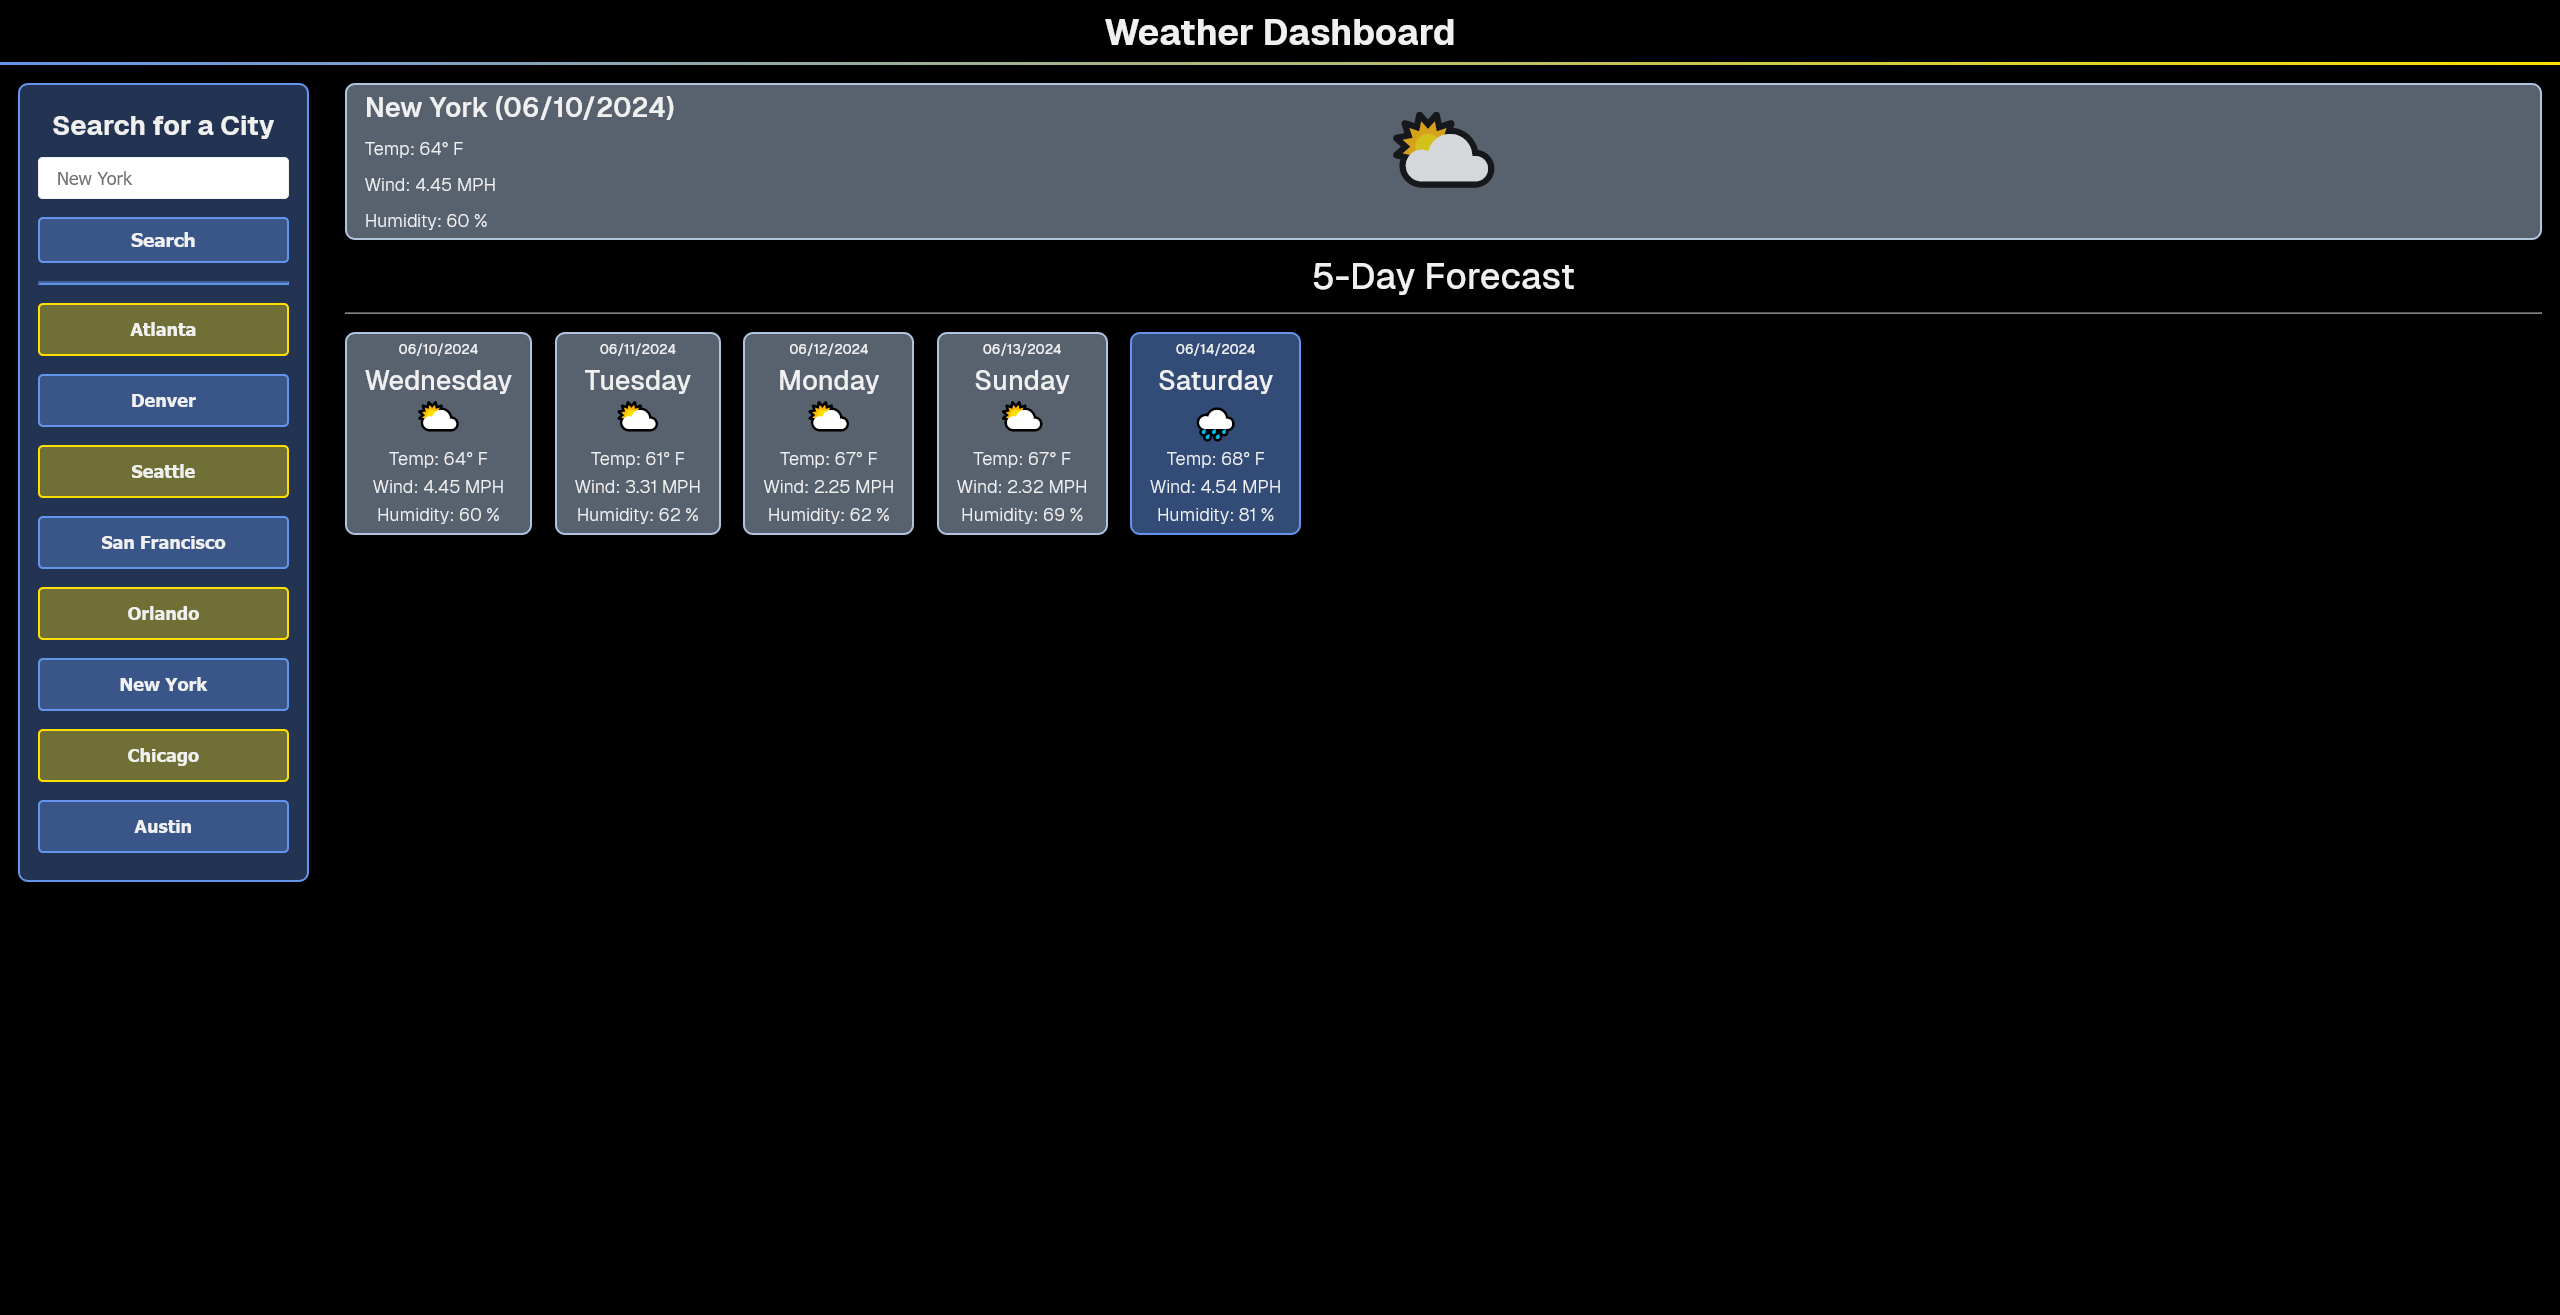 Weather Dashboard
Search for a City
New York
Search
Atlanta
Denver
Seattle
San Francisco
Orlando
New York
Chicago
Austin
New York (06/10/2024)
Temp: 64° F
Wind: 4.45 MPH
Humidity: 60 %
5-Day Forecast
06/10/2024
Wednesday
Temp: 64° F
Wind: 4.45 MPH
Humidity: 60 %
06/11/2024
Tuesday
Temp: 61° F
Wind: 3.31 MPH
Humidity: 62 %
06/12/2024
Monday
Temp: 67° F
Wind: 2.25 MPH
Humidity: 62 %
06/13/2024
Sunday
Temp: 67° F
Wind: 2.32 MPH
Humidity: 69 %
06/14/2024
Saturday
Temp: 68° F
Wind: 4.54 MPH
Humidity: 81 %